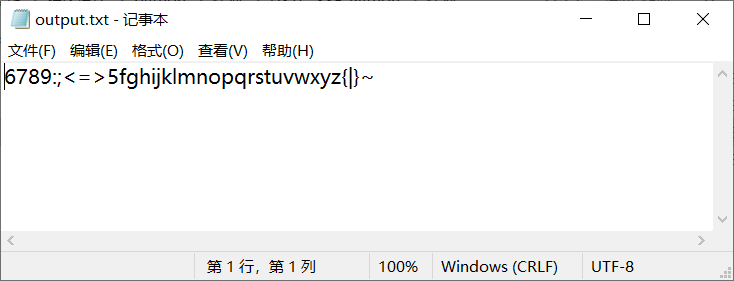 output.txt - 记事本
文件(F) 编辑(E) 格式(O) 查看(V) 帮助(H)
6789:;<=>5fghijklmnopqrstuvwxyz{|}~
第 1 行，第 1 列 100% Windows (CRLF) UTF-8